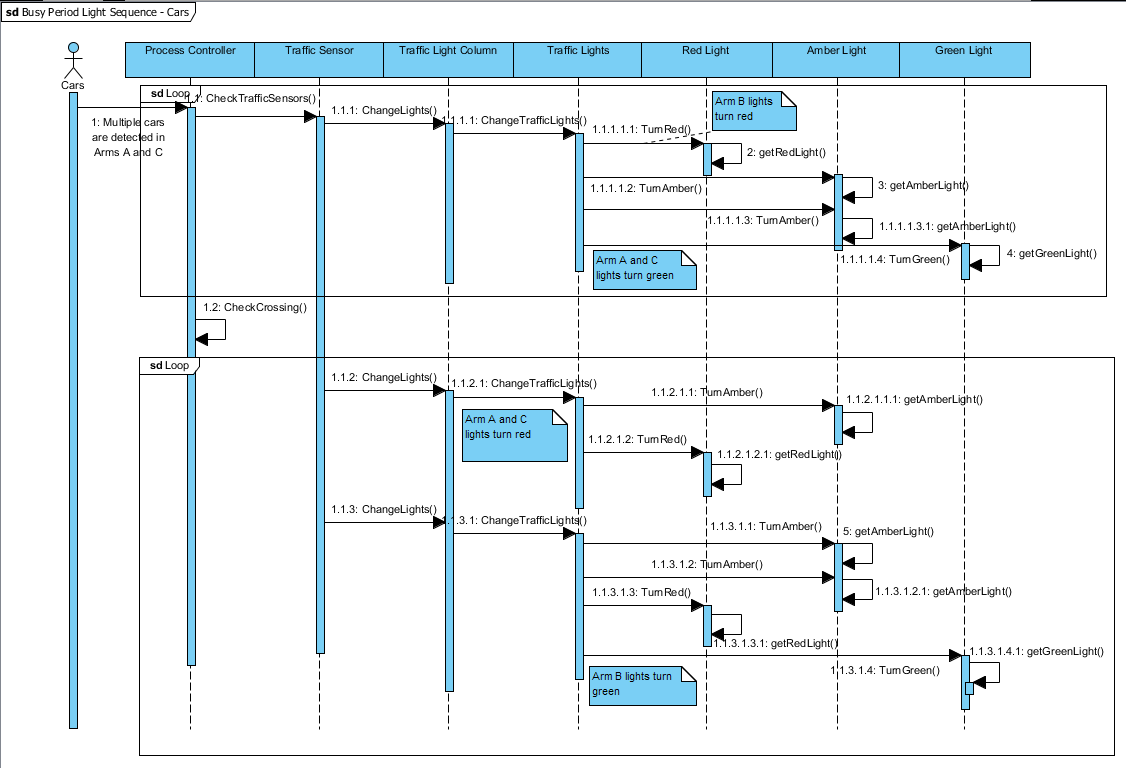 sd Busy Period Light Sequence - Cars
Cars
Process Controller
Traffic Sensor
Traffic Light Column
Traffic Lights
Red Light
Amber Light
Green Light
sd Loop
1: Multiple cars
are detected in
Arms A and C
1.1: CheckTrafficSensors()
1.1.1: ChangeLights()
1.1.1.1: ChangeTrafficLights()
1.1.1.1.1: TurnRed()
Arm B lights
turn red
2: getRedLight()
1.1.1.1.2: TurnAmber()
3: getAmberLight()
1.1.1.1.3: TurnAmber()
1.1.1.1.3.1: getAmberLight()
1.1.1.1.4: TurnGreen()
4: getGreenLight()
Arm A and C
lights turn green
1.2: CheckCrossing()
sd Loop
1.1.2: ChangeLights()
1.1.2.1: ChangeTrafficLights()
1.1.2.1.1: TurnAmber()
1.1.2.1.1.1: getAmberLight()
Arm A and C
lights turn red
1.1.2.1.2: TurnRed()
1.1.2.1.2.1: getRedLight()
1.1.3: ChangeLights()
1.1.3.1: ChangeTrafficLights()
1.1.3.1.1: TurnAmber()
5: getAmberLight()
1.1.3.1.2: TurnAmber()
1.1.3.1.2.1: getAmberLight()
1.1.3.1.3: TurnRed()
1.1.3.1.3.1: getRedLight()
1.1.3.1.4: TurnGreen()
1.1.3.1.4.1: getGreenLight()
Arm B lights turn
green